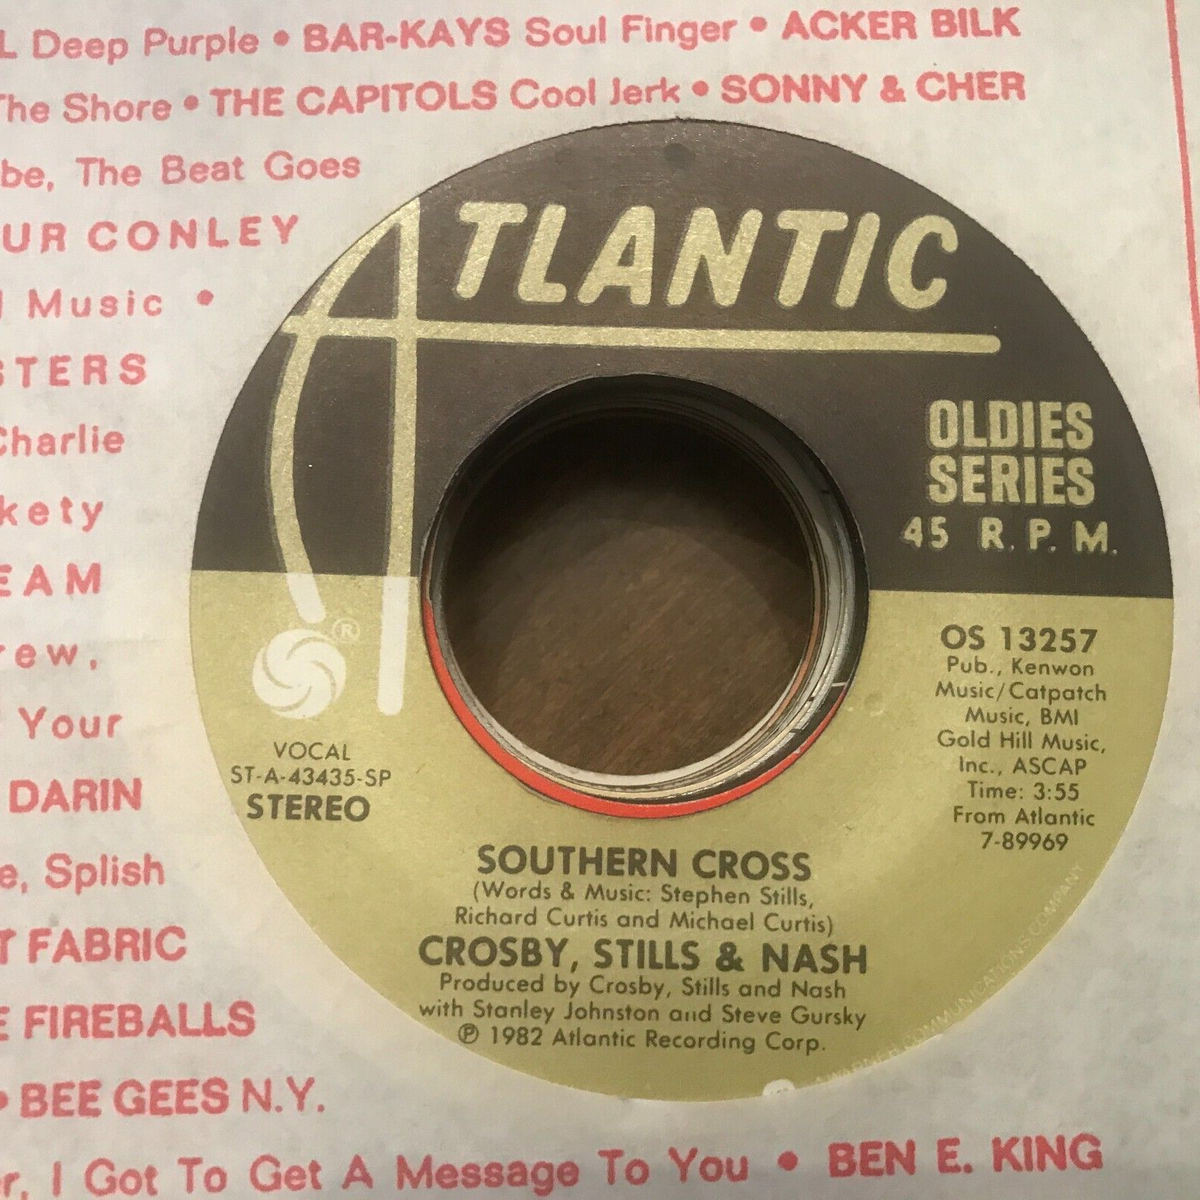 L Deep Purple • BAR-KAYS Soul Finger • ACKER BILK
The Shore • THE CAPITOLS Cool Jerk • SONNY & CHER
be, The Beat Goes
UR CONLEY
Music •
STERS
Charlie
kety
EAM
rew,
Your
DARIN
e, Splish
T FABRIC
E FIREBALLS
• BEE GEES N.Y.
er, I Got To Get A Message To You • BEN E. KING
ATLANTIC
OLDIES
SERIES
45 R.P.M.
®
VOCAL
ST-A-43435-SP
STEREO
OS 13257
Pub., Kenwon
Music/Catpatch
Music, BMI
Gold Hill Music,
Inc., ASCAP
Time: 3:55
From Atlantic
7-89969
SOUTHERN CROSS
(Words & Music: Stephen Stills,
Richard Curtis and Michael Curtis)
CROSBY, STILLS & NASH
Produced by Crosby, Stills and Nash
with Stanley Johnston and Steve Gursky
℗ 1982 Atlantic Recording Corp.
A WARNER COMMUNICATIONS COMPANY